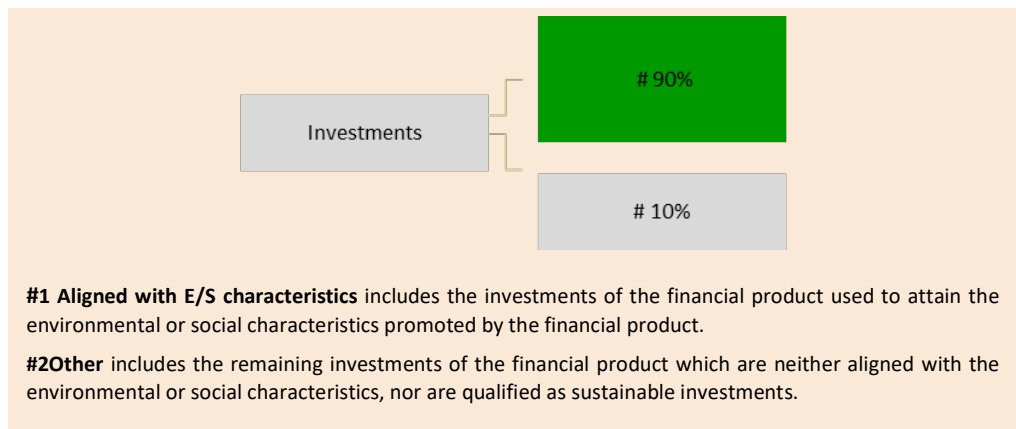 # 90%
Investments
# 10%
#1 Aligned with E/S characteristics includes the investments of the financial product used to attain the
environmental or social characteristics promoted by the financial product.
#2Other includes the remaining investments of the financial product which are neither aligned with the
environmental or social characteristics, nor are qualified as sustainable investments.